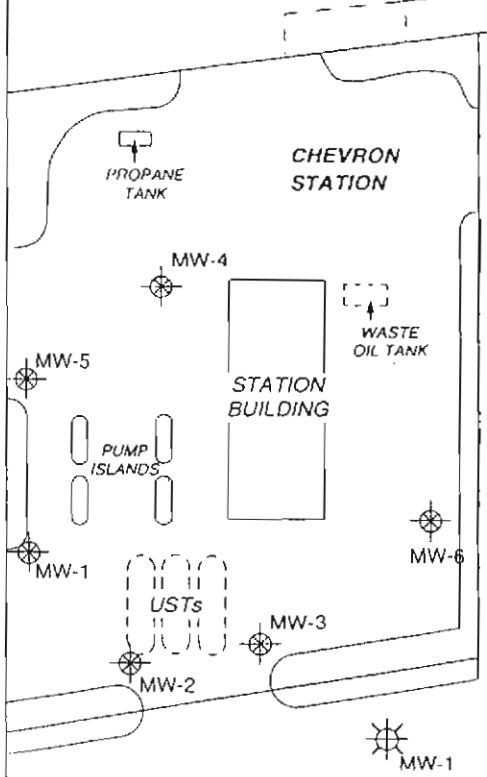 CHEVRON
STATION
PROPANE
TANK
MW-4
WASTE
OIL TANK
MW-5
STATION
BUILDING
PUMP
ISLANDS
MW-6
MW-1
USTs
MW-3
MW-2
MW-1